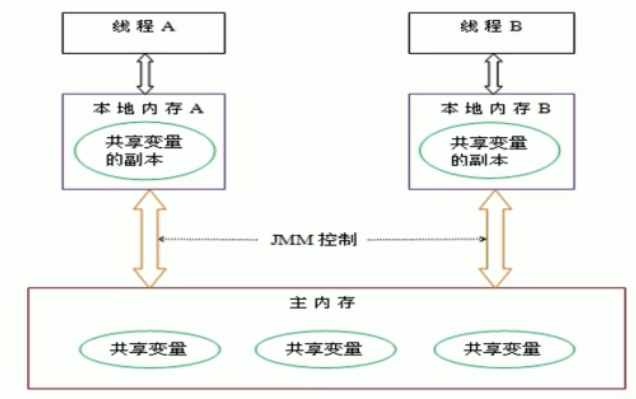 线程 A
线程 B
本地内存 A
本地内存 B
共享变量
的副本
共享变量
的副本
JMM 控制
主内存
共享变量
共享变量
共享变量